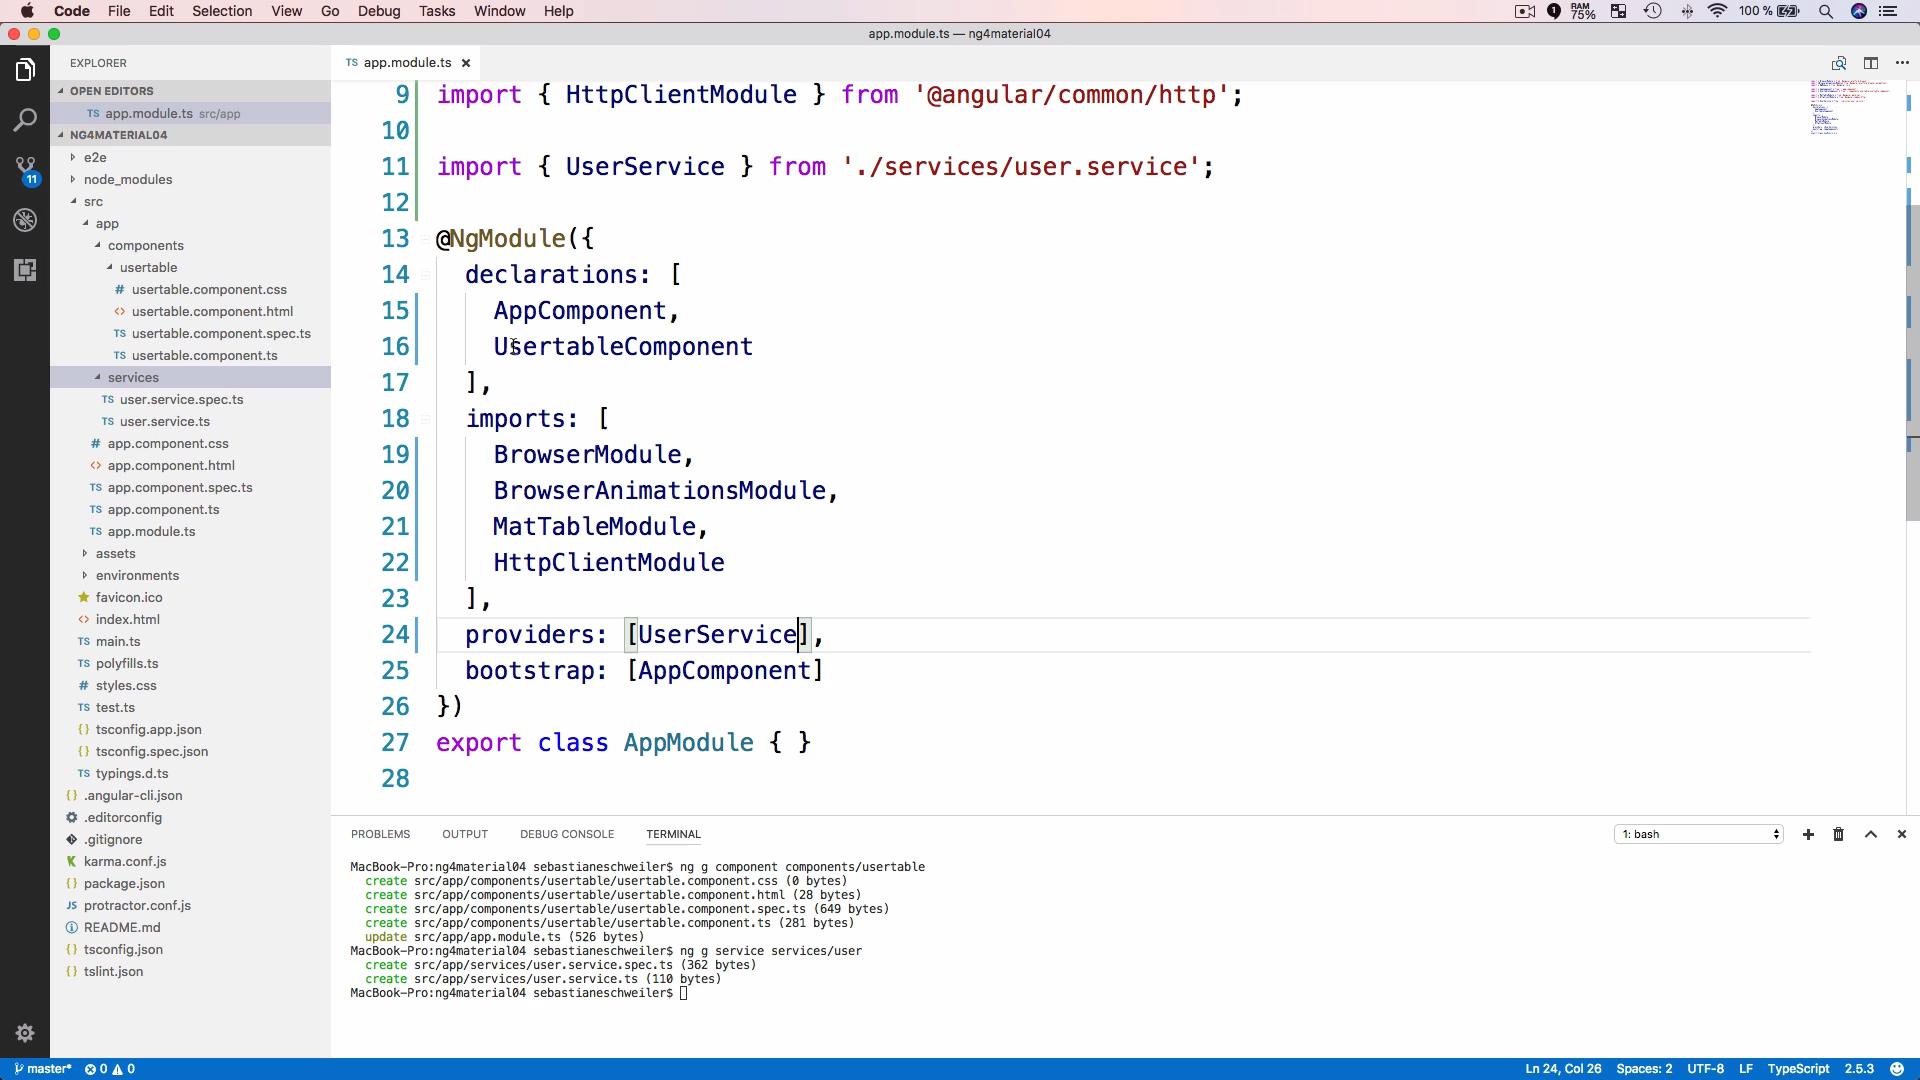 Code File Edit Selection View Go Debug Tasks Window Help
1 RAM 75% 100 %
app.module.ts — ng4material04
EXPLORER
OPEN EDITORS
TS app.module.ts src/app
NG4MATERIAL04
e2e
node_modules
src
app
components
usertable
# usertable.component.css
<> usertable.component.html
TS usertable.component.spec.ts
TS usertable.component.ts
services
TS user.service.spec.ts
TS user.service.ts
# app.component.css
<> app.component.html
TS app.component.spec.ts
TS app.component.ts
TS app.module.ts
assets
environments
favicon.ico
<> index.html
TS main.ts
TS polyfills.ts
# styles.css
TS test.ts
{} tsconfig.app.json
{} tsconfig.spec.json
TS typings.d.ts
{} .angular-cli.json
.editorconfig
.gitignore
karma.conf.js
{} package.json
JS protractor.conf.js
README.md
{} tsconfig.json
{} tslint.json
11
TS app.module.ts ×
9 import { HttpClientModule } from '@angular/common/http';
10
11 import { UserService } from './services/user.service';
12
13 @NgModule({
14 declarations: [
15 AppComponent,
16 UsertableComponent
17 ],
18 imports: [
19 BrowserModule,
20 BrowserAnimationsModule,
21 MatTableModule,
22 HttpClientModule
23 ],
24 providers: [UserService],
25 bootstrap: [AppComponent]
26 })
27 export class AppModule { }
28
PROBLEMS OUTPUT DEBUG CONSOLE TERMINAL 1: bash
MacBook-Pro:ng4material04 sebastianeschweiler$ ng g component components/usertable
create src/app/components/usertable/usertable.component.css (0 bytes)
create src/app/components/usertable/usertable.component.html (28 bytes)
create src/app/components/usertable/usertable.component.spec.ts (649 bytes)
create src/app/components/usertable/usertable.component.ts (281 bytes)
update src/app/app.module.ts (526 bytes)
MacBook-Pro:ng4material04 sebastianeschweiler$ ng g service services/user
create src/app/services/user.service.spec.ts (362 bytes)
create src/app/services/user.service.ts (110 bytes)
MacBook-Pro:ng4material04 sebastianeschweiler$
master* 0 0 Ln 24, Col 26 Spaces: 2 UTF-8 LF TypeScript 2.5.3